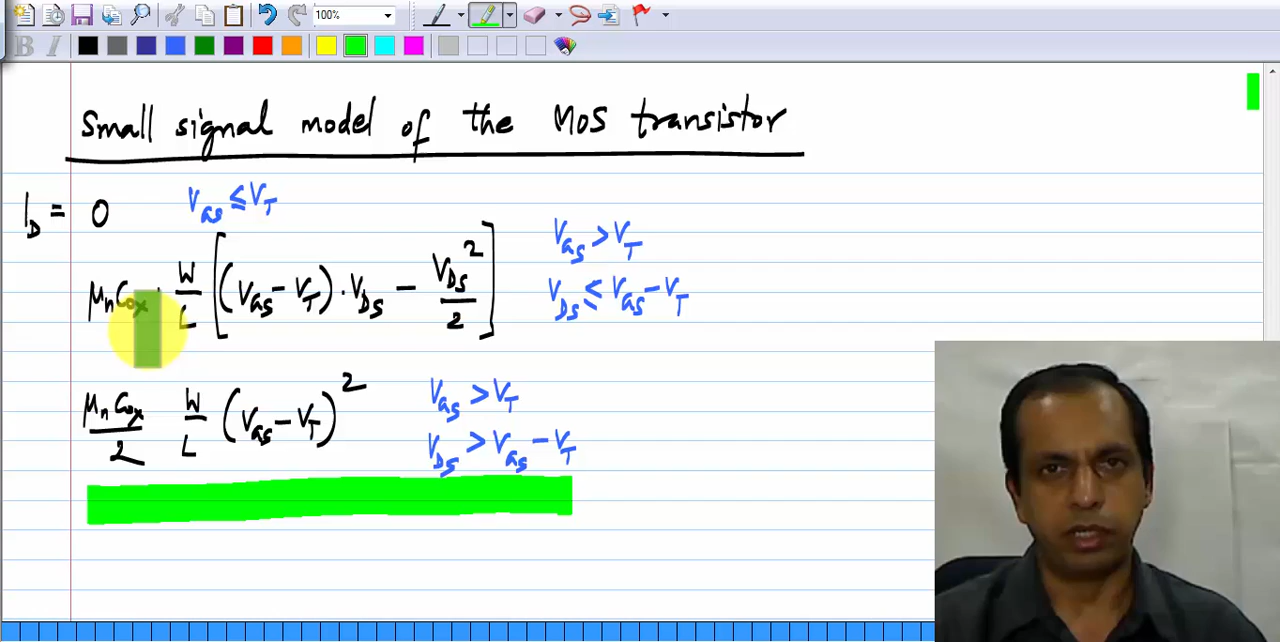 100%
B I
Small signal model of the MOS transistor
I_D = 0 V_GS ≤ V_T
μ_n C_ox · W/L [(V_GS − V_T) · V_DS − V_DS²/2] V_GS > V_T
V_DS ≤ V_GS − V_T
μ_n C_ox/2 W/L (V_GS − V_T)² V_GS > V_T
V_DS > V_GS − V_T